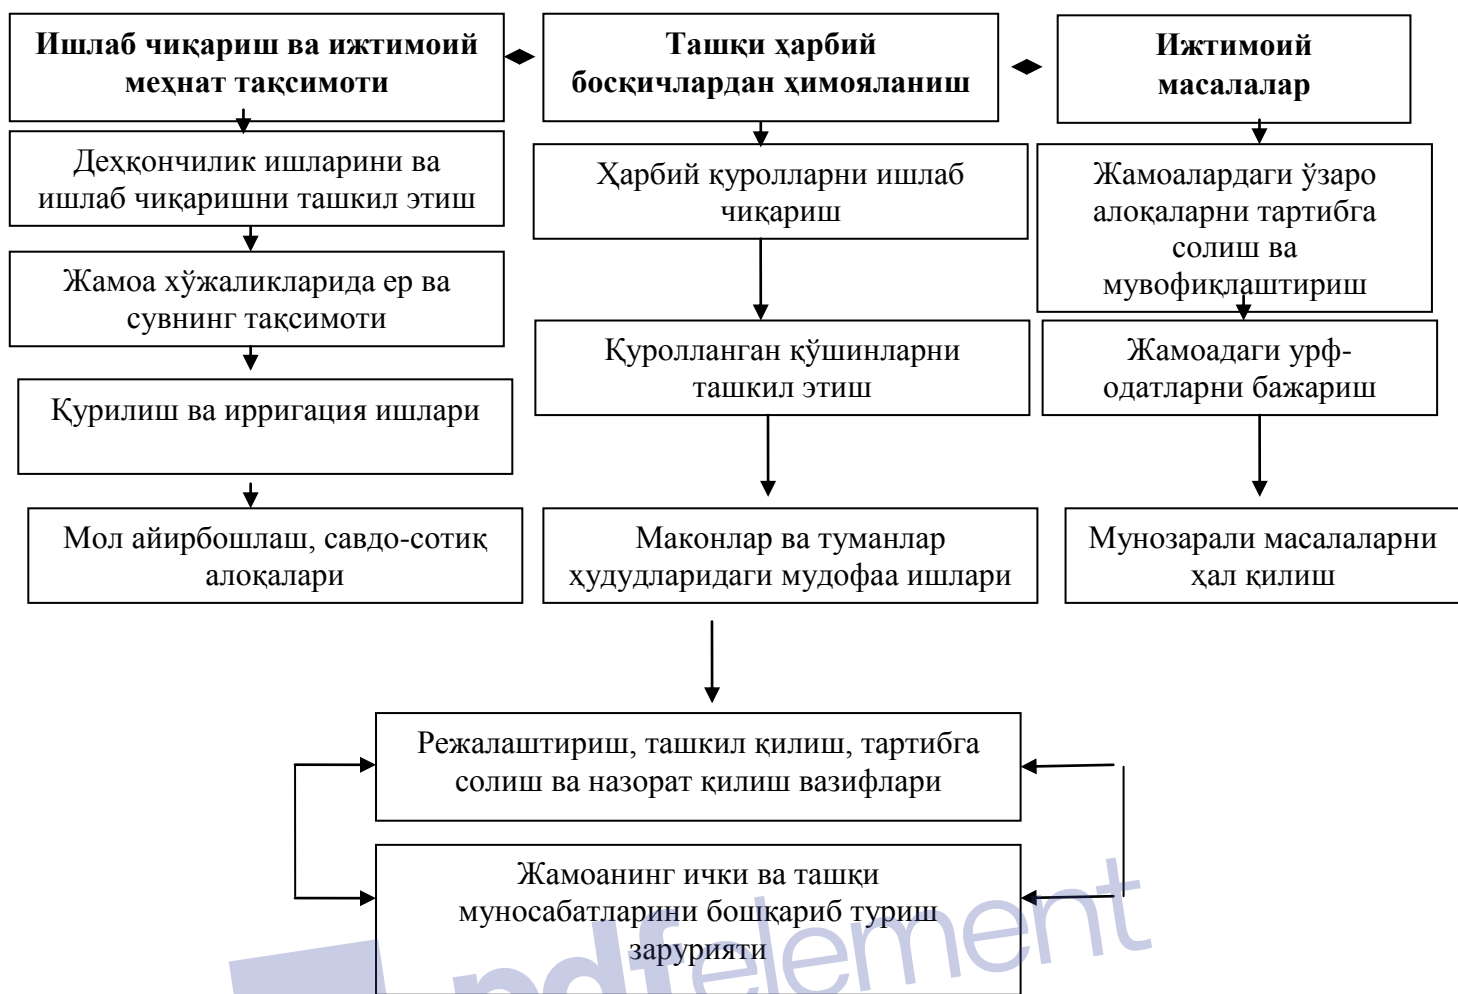 Ишлаб чиқариш ва ижтимоий
меҳнат тақсимоти
Ташқи ҳарбий
босқичлардан ҳимояланиш
Ижтимоий
масалалар
Деҳқончилик ишларини ва
ишлаб чиқаришни ташкил этиш
Ҳарбий қуролларни ишлаб
чиқариш
Жамоалардаги ўзаро
алоқаларни тартибга
солиш ва
мувофиқлаштириш
Жамоа хўжаликларида ер ва
сувнинг тақсимоти
Қуролланган қўшинларни
ташкил этиш
Жамоадаги урф-
одатларни бажариш
Қурилиш ва ирригация ишлари
Мол айирбошлаш, савдо-сотиқ
алоқалари
Маконлар ва туманлар
ҳудудларидаги мудофаа ишлари
Мунозарали масалаларни
ҳал қилиш
Режалаштириш, ташкил қилиш, тартибга
солиш ва назорат қилиш вазифлари
Жамоанинг ички ва ташқи
муносабатларини бошқариб туриш
зарурияти
pdfelement